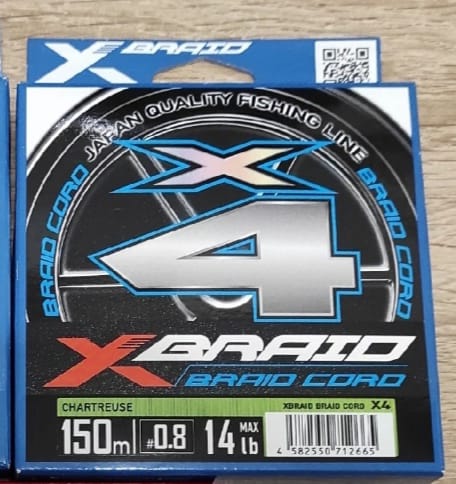 X BRAID
JAPAN QUALITY FISHING LINE
BRAID CORD
BRAID CORD
X
4
X BRAID
BRAID CORD
CHARTREUSE
150m #0.8 14 MAX lb
XBRAID BRAID CORD X4
4 582550 712665